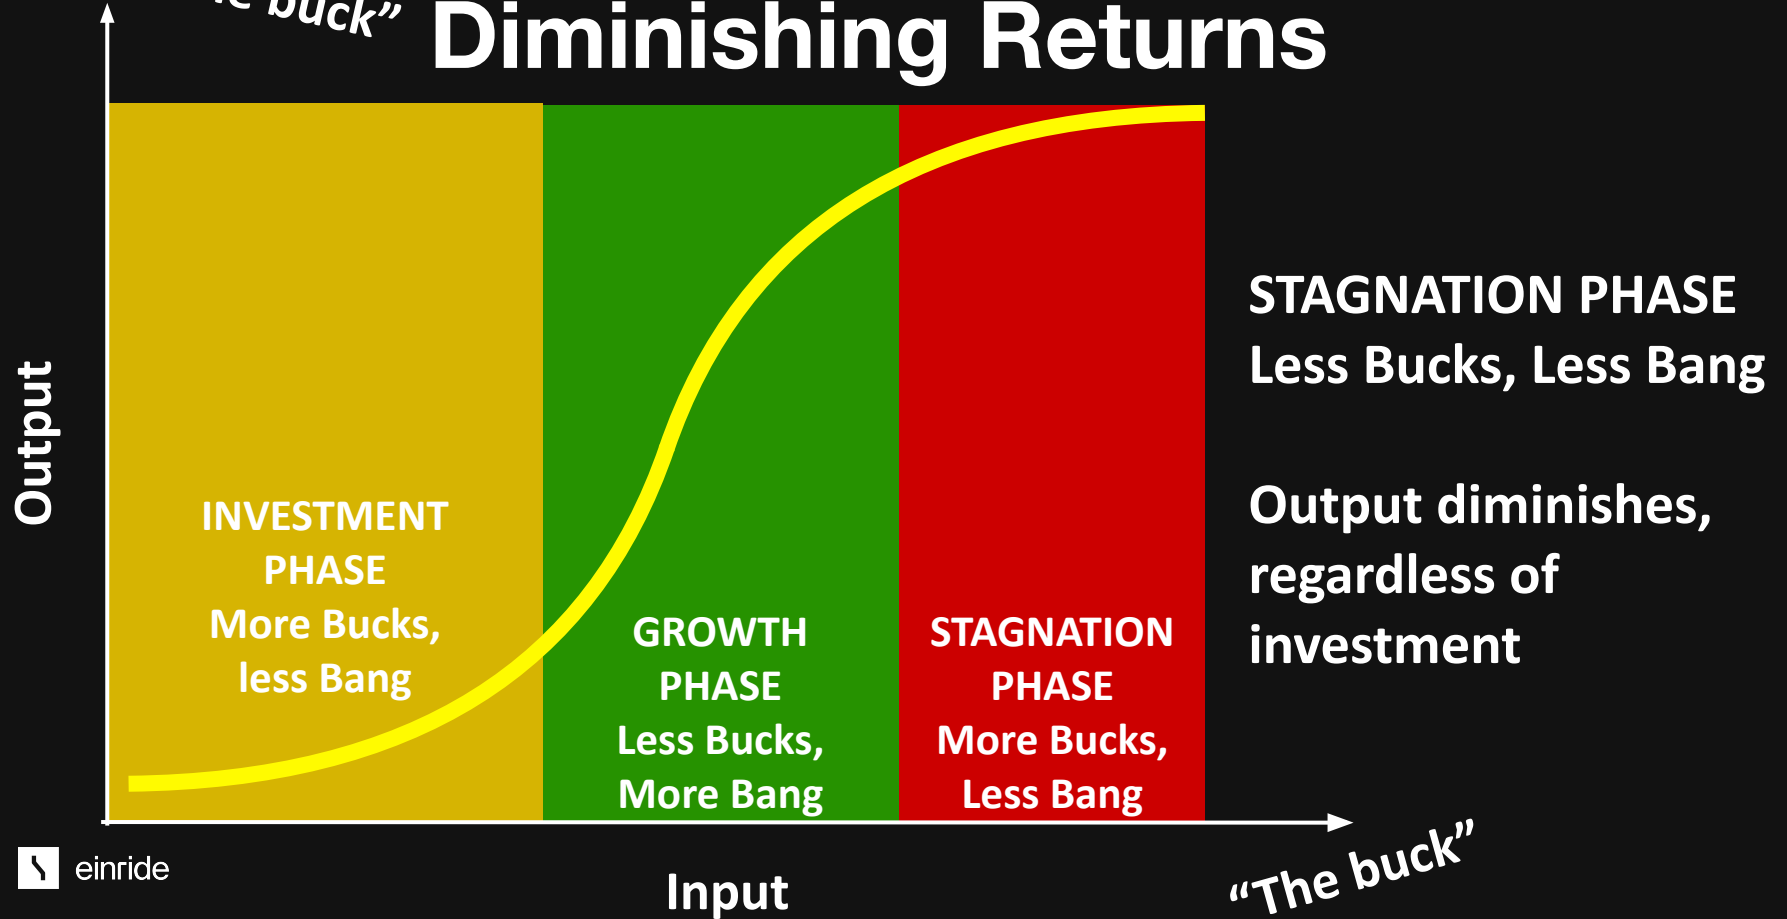 buck”
Diminishing Returns
Output
INVESTMENT
PHASE
More Bucks,
less Bang
GROWTH
PHASE
Less Bucks,
More Bang
STAGNATION
PHASE
More Bucks,
Less Bang
STAGNATION PHASE
Less Bucks, Less Bang
Output diminishes,
regardless of
investment
einride
Input
“The buck”